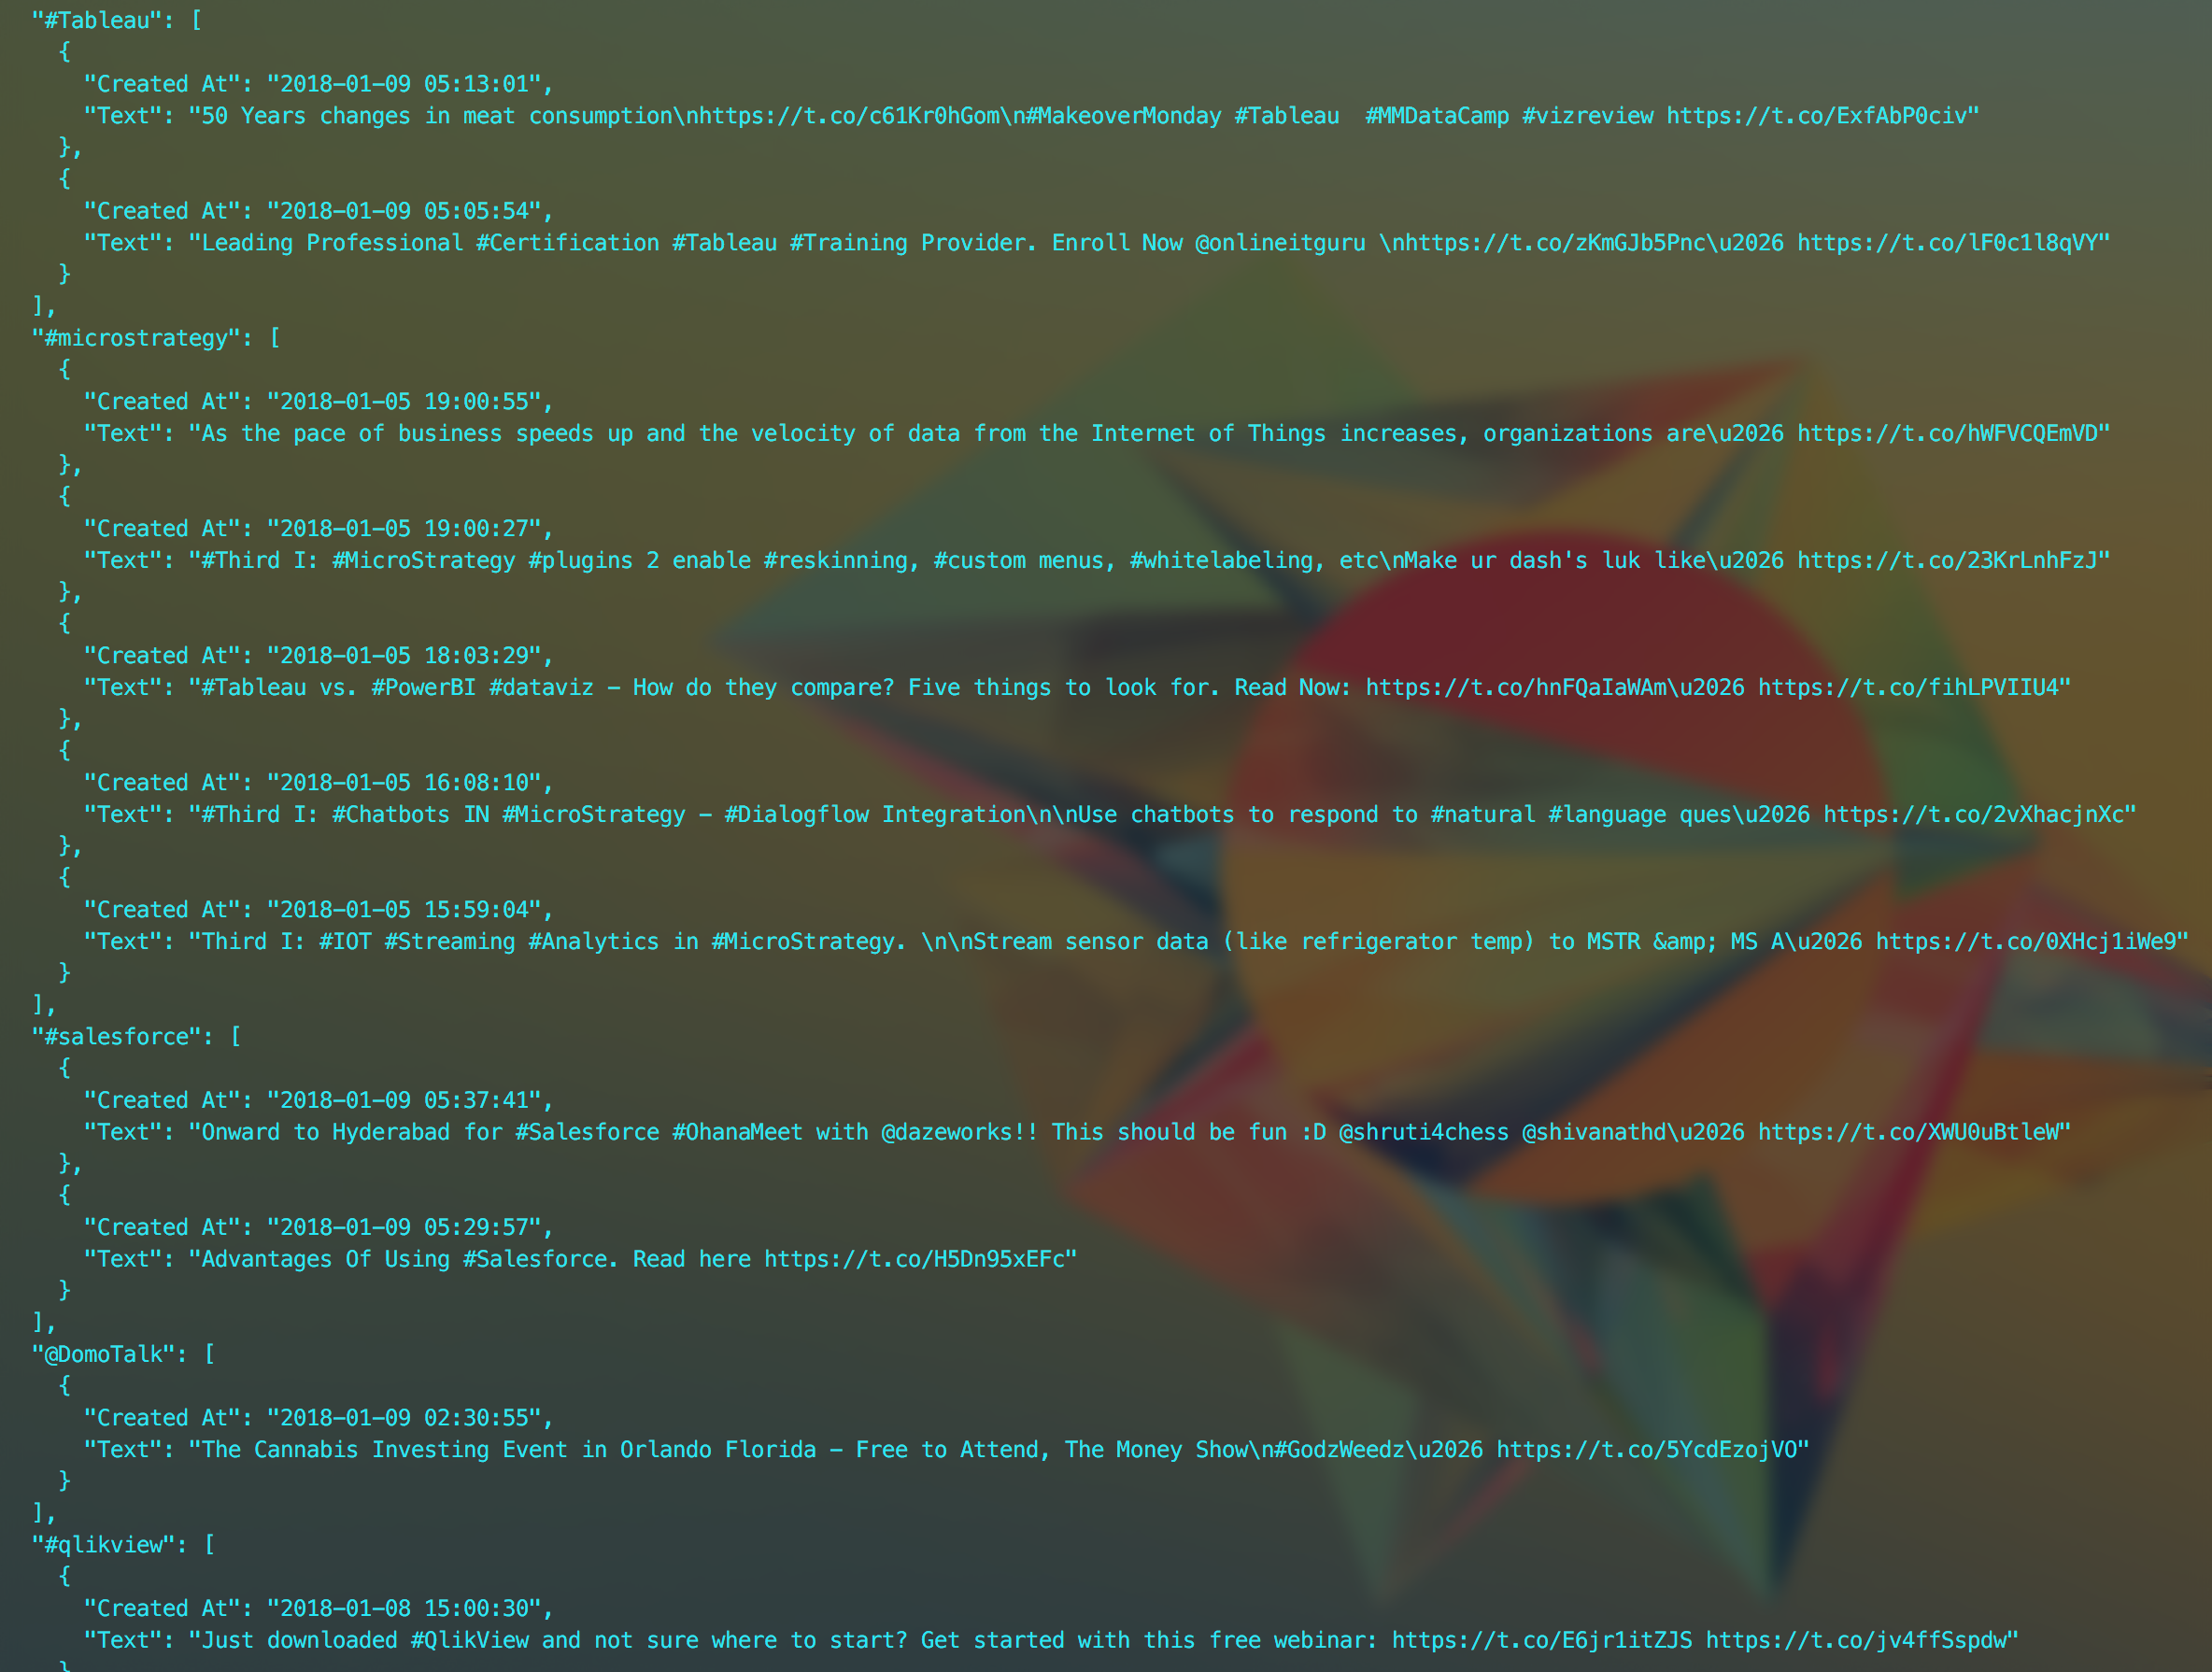 "#Tableau": [
{
"Created At": "2018-01-09 05:13:01",
"Text": "50 Years changes in meat consumption\nhttps://t.co/c61Kr0hGom\n#MakeoverMonday #Tableau  #MMDataCamp #vizreview https://t.co/ExfAbP0civ"
},
{
"Created At": "2018-01-09 05:05:54",
"Text": "Leading Professional #Certification #Tableau #Training Provider. Enroll Now @onlineitguru \nhttps://t.co/zKmGJb5Pnc\u2026 https://t.co/lF0c1l8qVY"
}
],
"#microstrategy": [
{
"Created At": "2018-01-05 19:00:55",
"Text": "As the pace of business speeds up and the velocity of data from the Internet of Things increases, organizations are\u2026 https://t.co/hWFVCQEmVD"
},
{
"Created At": "2018-01-05 19:00:27",
"Text": "#Third I: #MicroStrategy #plugins 2 enable #reskinning, #custom menus, #whitelabeling, etc\nMake ur dash's luk like\u2026 https://t.co/23KrLnhFzJ"
},
{
"Created At": "2018-01-05 18:03:29",
"Text": "#Tableau vs. #PowerBI #dataviz - How do they compare? Five things to look for. Read Now: https://t.co/hnFQaIaWAm\u2026 https://t.co/fihLPVIIU4"
},
{
"Created At": "2018-01-05 16:08:10",
"Text": "#Third I: #Chatbots IN #MicroStrategy - #Dialogflow Integration\n\nUse chatbots to respond to #natural #language ques\u2026 https://t.co/2vXhacjnXc"
},
{
"Created At": "2018-01-05 15:59:04",
"Text": "Third I: #IOT #Streaming #Analytics in #MicroStrategy. \n\nStream sensor data (like refrigerator temp) to MSTR &amp; MS A\u2026 https://t.co/0XHcj1iWe9"
}
],
"#salesforce": [
{
"Created At": "2018-01-09 05:37:41",
"Text": "Onward to Hyderabad for #Salesforce #OhanaMeet with @dazeworks!! This should be fun :D @shruti4chess @shivanathd\u2026 https://t.co/XWU0uBtleW"
},
{
"Created At": "2018-01-09 05:29:57",
"Text": "Advantages Of Using #Salesforce. Read here https://t.co/H5Dn95xEFc"
}
],
"@DomoTalk": [
{
"Created At": "2018-01-09 02:30:55",
"Text": "The Cannabis Investing Event in Orlando Florida - Free to Attend, The Money Show\n#GodzWeedz\u2026 https://t.co/5YcdEzojVO"
}
],
"#qlikview": [
{
"Created At": "2018-01-08 15:00:30",
"Text": "Just downloaded #QlikView and not sure where to start? Get started with this free webinar: https://t.co/E6jr1itZJS https://t.co/jv4ffSspdw"
}